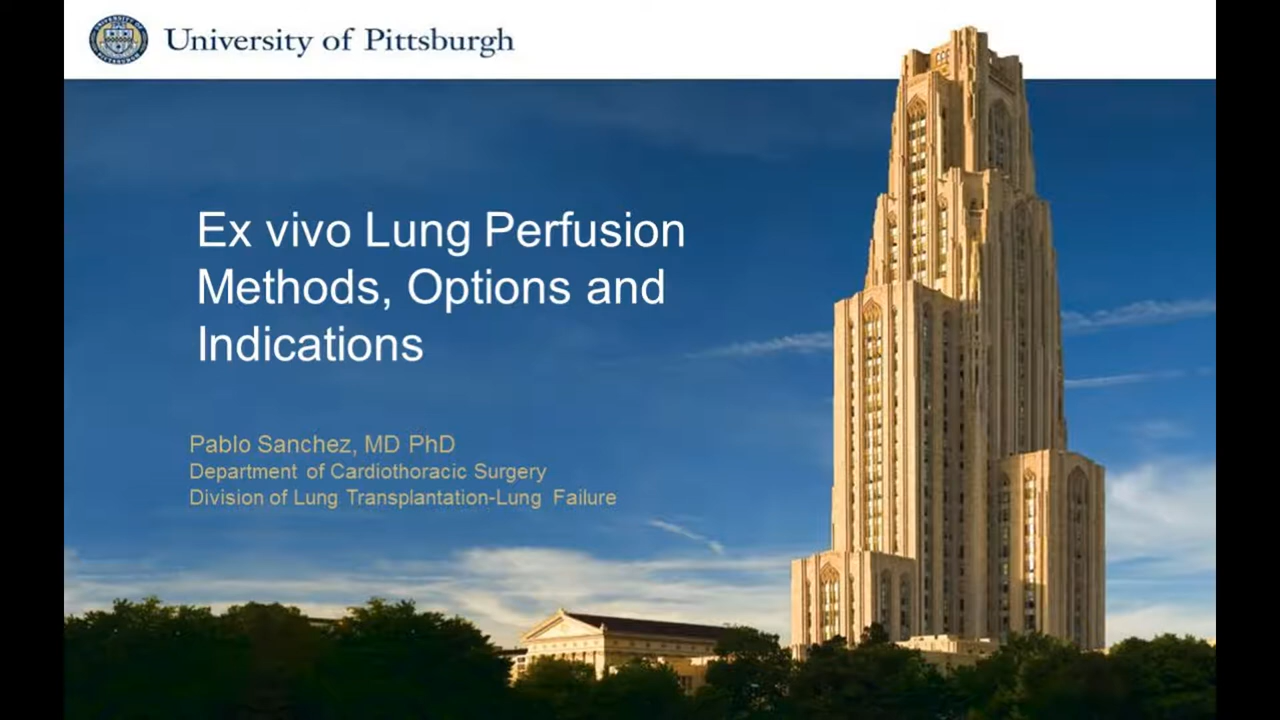 University of Pittsburgh
Ex vivo Lung Perfusion
Methods, Options and
Indications
Pablo Sanchez, MD PhD
Department of Cardiothoracic Surgery
Division of Lung Transplantation-Lung Failure